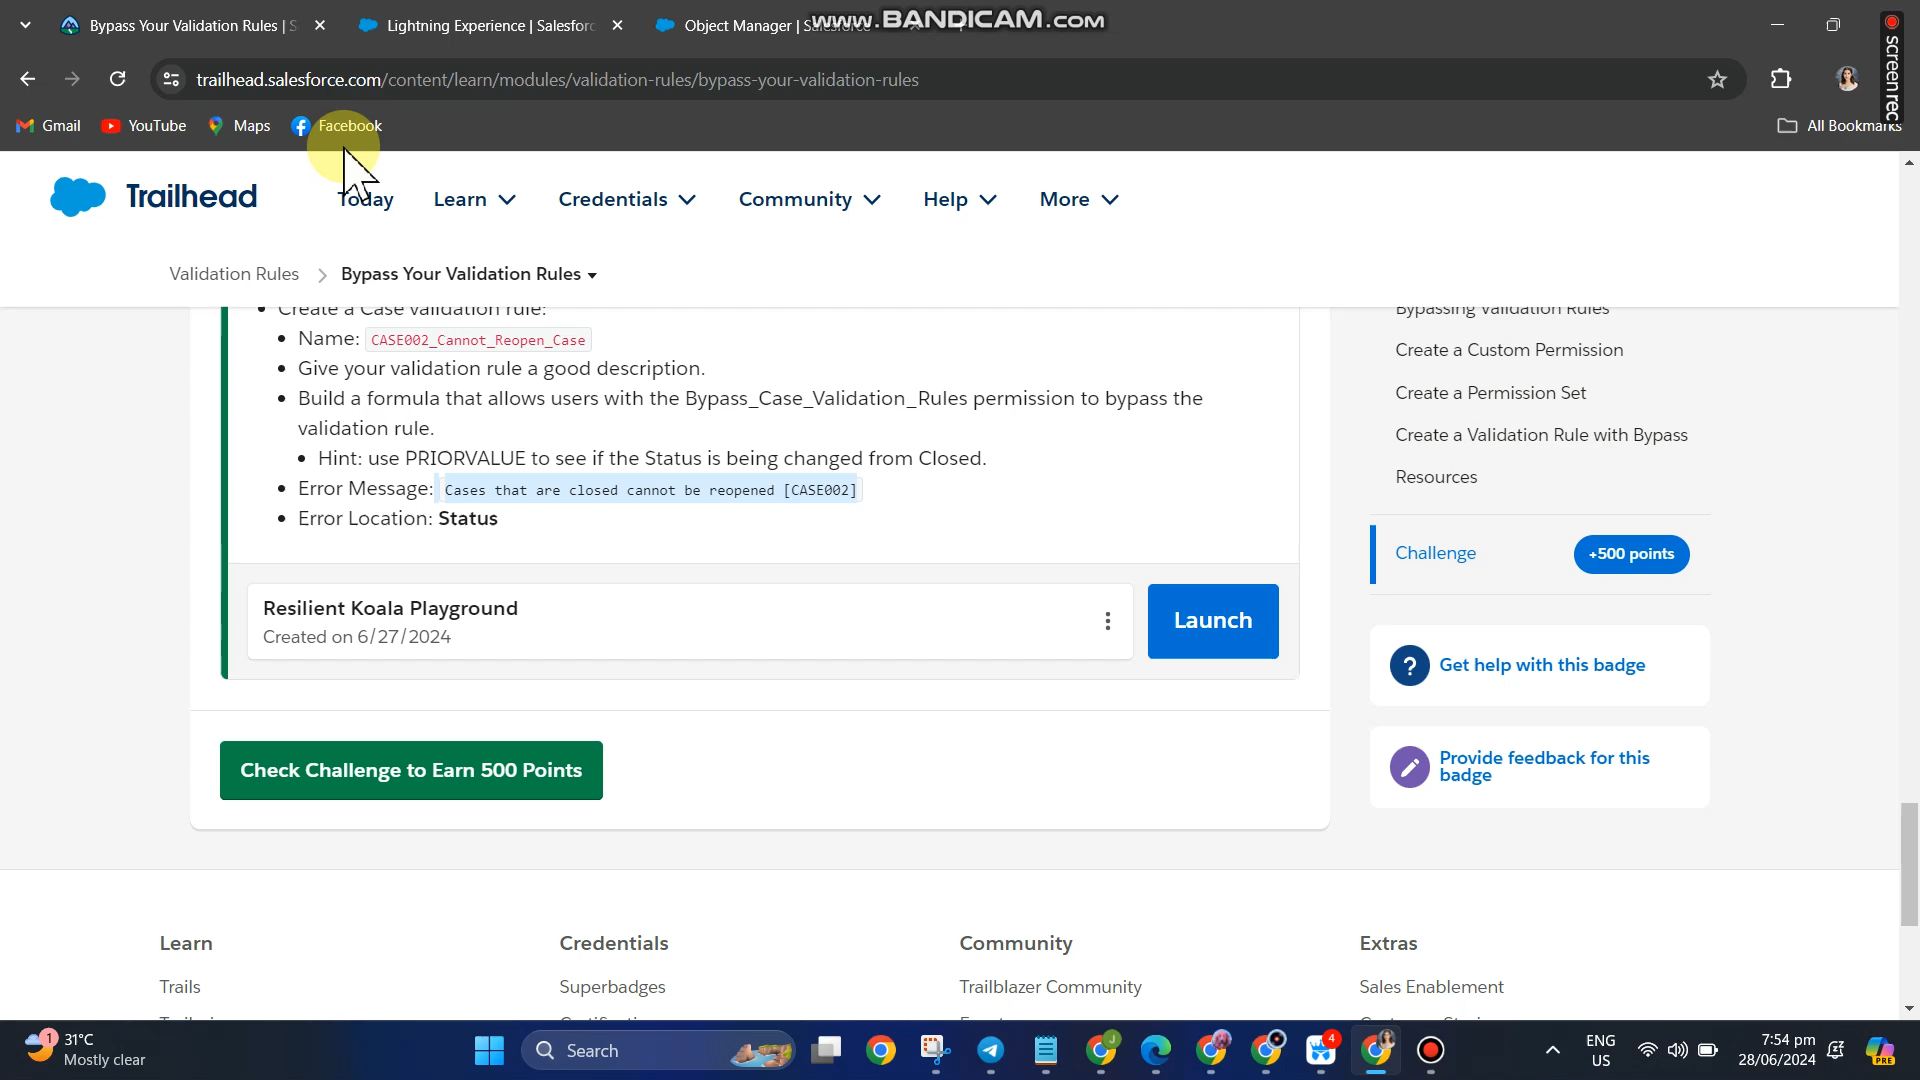 Bypass Your Validation Rules | S
Lightning Experience | Salesforc
Object Manager | Salesforce
www.BANDICAM.com
screen rec
trailhead.salesforce.com/content/learn/modules/validation-rules/bypass-your-validation-rules
Gmail
YouTube
Maps
Facebook
All Bookmarks
Trailhead
Today
Learn
Credentials
Community
Help
More
Validation Rules
Bypass Your Validation Rules
Create a Case validation rule:
Name: CASE002_Cannot_Reopen_Case
Give your validation rule a good description.
Build a formula that allows users with the Bypass_Case_Validation_Rules permission to bypass the
validation rule.
Hint: use PRIORVALUE to see if the Status is being changed from Closed.
Error Message: Cases that are closed cannot be reopened [CASE002]
Error Location: Status
Resilient Koala Playground
Created on 6/27/2024
Launch
Check Challenge to Earn 500 Points
Bypassing Validation Rules
Create a Custom Permission
Create a Permission Set
Create a Validation Rule with Bypass
Resources
Challenge
+500 points
Get help with this badge
Provide feedback for this
badge
Learn
Credentials
Community
Extras
Trails
Superbadges
Trailblazer Community
Sales Enablement
1
31°C
Mostly clear
Search
J
4
ENG
US
7:54 pm
28/06/2024
PRE